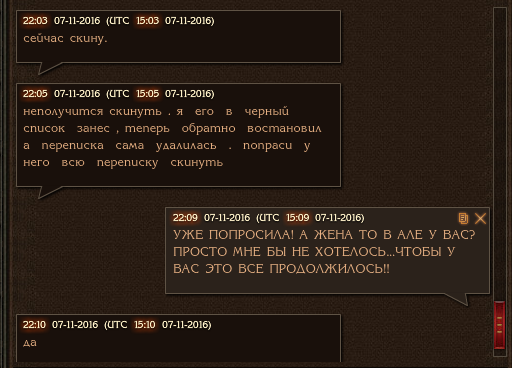 22:03 07-11-2016 (UTC 15:03 07-11-2016)
сейчас скину.
22:05 07-11-2016 (UTC 15:05 07-11-2016)
неполучится скинуть . я его в черный
список занес , теперь обратно востановил
а переписка сама удалилась . попраси у
него всю переписку скинуть
22:09 07-11-2016 (UTC 15:09 07-11-2016)
УЖЕ ПОПРОСИЛА! А ЖЕНА ТО В АЛЕ У ВАС?
ПРОСТО МНЕ БЫ НЕ ХОТЕЛОСЬ...ЧТОБЫ У
ВАС ЭТО ВСЕ ПРОДОЛЖИЛОСЬ!!
22:10 07-11-2016 (UTC 15:10 07-11-2016)
да